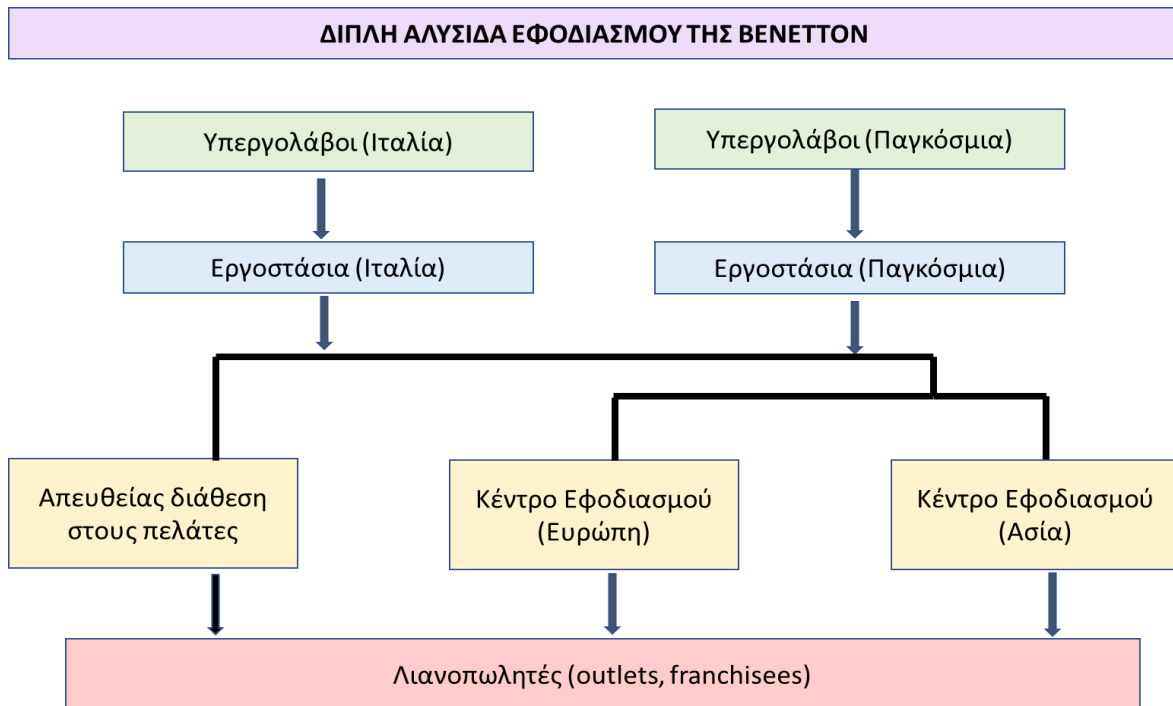 ΔΙΠΛΗ ΑΛΥΣΙΔΑ ΕΦΟΔΙΑΣΜΟΥ ΤΗΣ BENETTON
Υπεργολάβοι (Ιταλία)
Υπεργολάβοι (Παγκόσμια)
Εργοστάσια (Ιταλία)
Εργοστάσια (Παγκόσμια)
Απευθείας διάθεση
στους πελάτες
Κέντρο Εφοδιασμού
(Ευρώπη)
Κέντρο Εφοδιασμού
(Ασία)
Λιανοπωλητές (outlets, franchisees)